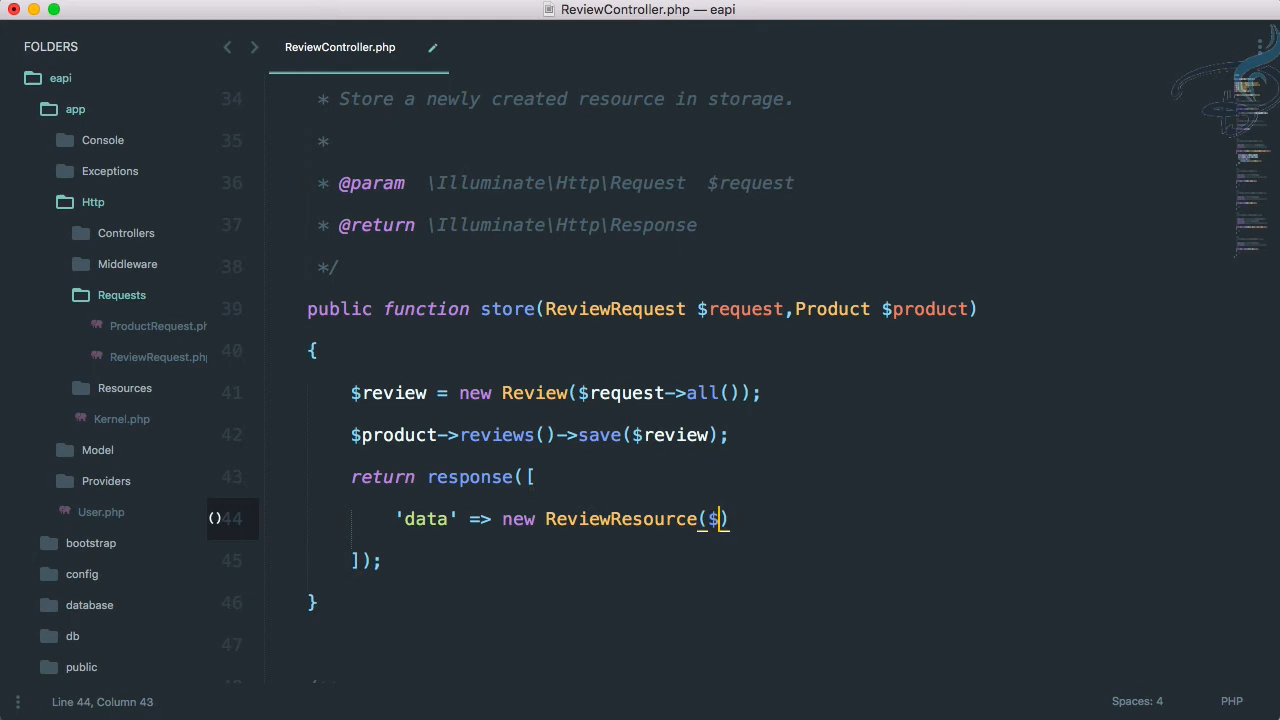 ReviewController.php — eapi
FOLDERS
eapi
app
Console
Exceptions
Http
Controllers
Middleware
Requests
ProductRequest.ph
ReviewRequest.php
Resources
Kernel.php
Model
Providers
User.php
bootstrap
config
database
db
public
ReviewController.php
34 * Store a newly created resource in storage.
35 *
36 * @param \Illuminate\Http\Request $request
37 * @return \Illuminate\Http\Response
38 */
39 public function store(ReviewRequest $request,Product $product)
40 {
41 $review = new Review($request->all());
42 $product->reviews()->save($review);
43 return response([
() 44 'data' => new ReviewResource($)
45 ]);
46 }
47
Line 44, Column 43
Spaces: 4
PHP